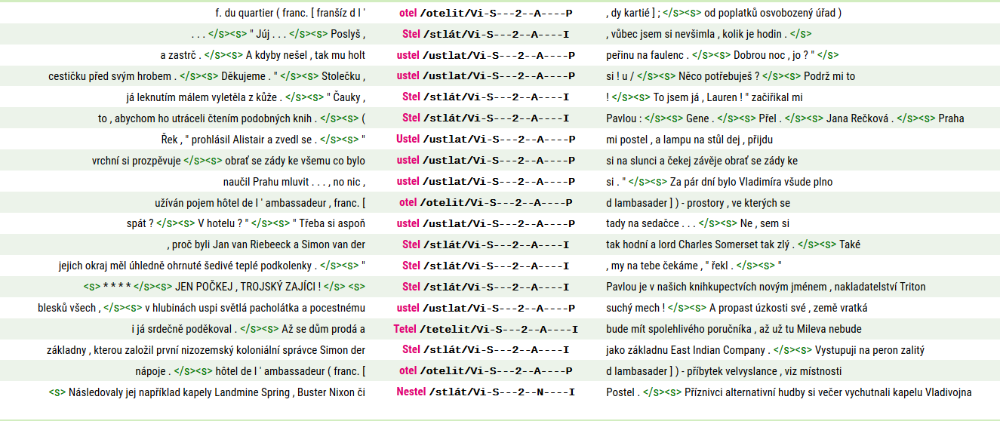 f. du quartier ( franc. [ franšíz d l ' otel /otelit/Vi-S---2--A----P , dy kartié ] ; </s><s> od poplatků osvobozený úřad )
. . . </s><s> " Júj . . . </s><s> Poslyš , Stel /stlát/Vi-S---2--A----I , vůbec jsem si nevšimla , kolik je hodin . </s>
a zastrč . </s><s> A kdyby nešel , tak mu holt ustel /ustlat/Vi-S---2--A----P peřinu na faulenc . </s><s> Dobrou noc , jo ? " </s>
cestičku před svým hrobem . </s><s> Děkujeme . " </s><s> Stolečku , ustel /ustlat/Vi-S---2--A----P si ! u / </s><s> Něco potřebuješ ? </s><s> Podrž mi to
já leknutím málem vyletěla z kůže . </s><s> " Čauky , Stel /stlát/Vi-S---2--A----I ! </s><s> To jsem já , Lauren ! " začiřikal mi
to , abychom ho utráceli čtením podobných knih . </s><s> ( Stel /stlát/Vi-S---2--A----I Pavlou : </s><s> Gene . </s><s> Přel . </s><s> Jana Rečková . </s><s> Praha
Řek , " prohlásil Alistair a zvedl se . </s><s> " Ustel /ustlat/Vi-S---2--A----P mi postel , a lampu na stůl dej , přijdu
vrchní si prozpěvuje </s><s> obrať se zády ke všemu co bylo ustel /ustlat/Vi-S---2--A----P si na slunci a čekej závěje obrať se zády ke
naučil Prahu mluvit . . . , no nic , ustel /ustlat/Vi-S---2--A----P si . " </s><s> Za pár dní bylo Vladimíra všude plno
užíván pojem hôtel de l ' ambassadeur , franc. [ otel /otelit/Vi-S---2--A----P d lambasader ] ) - prostory , ve kterých se
spát ? </s><s> V hotelu ? " </s><s> " Třeba si aspoň ustel /ustlat/Vi-S---2--A----P tady na sedačce . . . </s><s> Ne , sem si
, proč byli Jan van Riebeeck a Simon van der Stel /stlát/Vi-S---2--A----I tak hodní a lord Charles Somerset tak zlý . </s><s> Také
jejich okraj měl úhledně ohrnuté šedivé teplé podkolenky . </s><s> " Stel /stlát/Vi-S---2--A----I , my na tebe čekáme , " řekl . </s><s> "
<s> * * * * </s><s> JEN POČKEJ , TROJSKÝ ZAJÍCI ! </s> <s> Stel /stlát/Vi-S---2--A----I Pavlou je v našich knihkupectvích novým jménem , nakladatelství Triton
blesků všech , </s><s> v hlubinách uspi světlá pacholátka a pocestnému ustel /ustlat/Vi-S---2--A----P suchý mech ! </s><s> A propast úzkosti své , země vratká
i já srdečně poděkoval . </s><s> Až se dům prodá a Tetel /tetelit/Vi-S---2--A----I bude mít spolehlivého poručníka , až už tu Mileva nebude
základny , kterou založil první nizozemský koloniální správce Simon der Stel /stlát/Vi-S---2--A----I jako základnu East Indian Company . </s><s> Vystupuji na peron zalitý
nápoje . </s><s> hôtel de l ' ambassadeur ( franc. [ otel /otelit/Vi-S---2--A----P d lambasader ] ) - příbytek velvyslance , viz místnosti
<s> Následovaly jej například kapely Landmine Spring , Buster Nixon či Nestel /stlát/Vi-S---2--N----I Postel . </s><s> Příznivci alternativní hudby si večer vychutnali kapelu Vladivojna